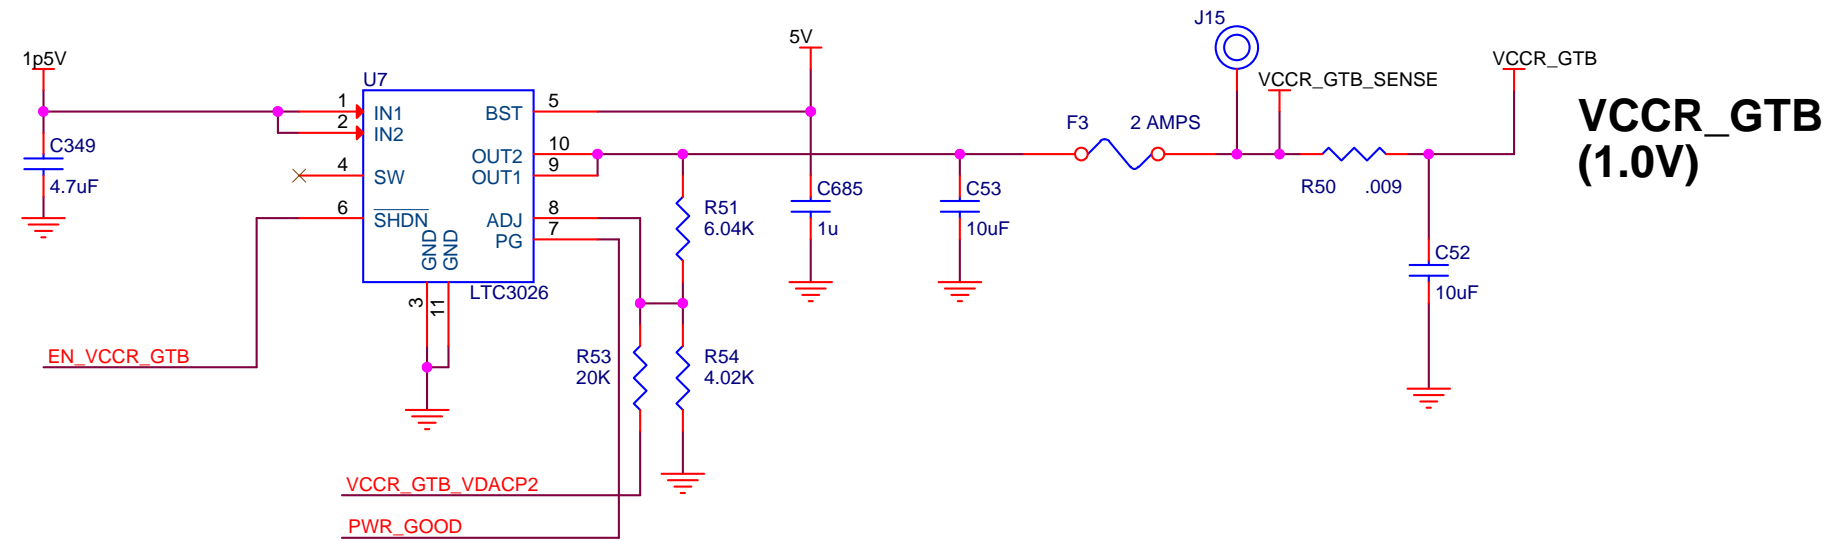 1p5V
C349
4.7uF
U7
1
IN1
2
IN2
4
SW
6
SHDN
BST
5
OUT2
10
OUT1
9
ADJ
8
PG
7
GND
GND
3
11
LTC3026
EN_VCCR_GTB
5V
R51
6.04K
C685
1u
C53
10uF
R53
20K
R54
4.02K
VCCR_GTB_VDACP2
PWR_GOOD
F3
2 AMPS
J15
VCCR_GTB_SENSE
VCCR_GTB
R50
.009
C52
10uF
VCCR_GTB
(1.0V)